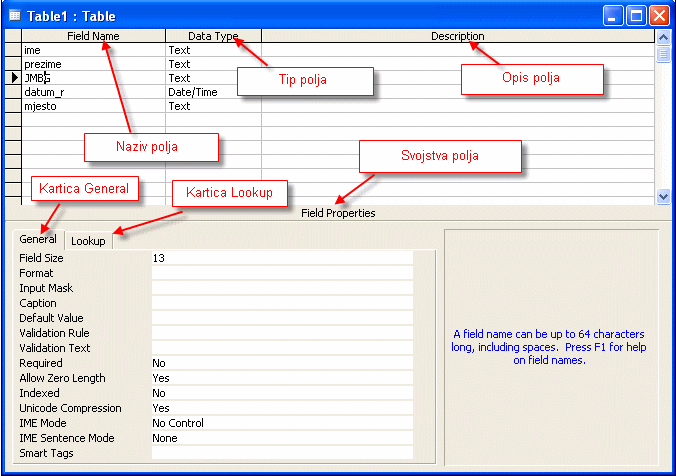 Table1 : Table
Field Name Data Type Description
ime Text
prezime Text
JMBG Text
datum_r Date/Time
mjesto Text
Tip polja
Opis polja
Naziv polja
Svojstva polja
Kartica General
Kartica Lookup
Field Properties
General Lookup
Field Size 13
Format
Input Mask
Caption
Default Value
Validation Rule
Validation Text
Required No
Allow Zero Length Yes
Indexed No
Unicode Compression Yes
IME Mode No Control
IME Sentence Mode None
Smart Tags
A field name can be up to 64 characters
long, including spaces. Press F1 for help
on field names.